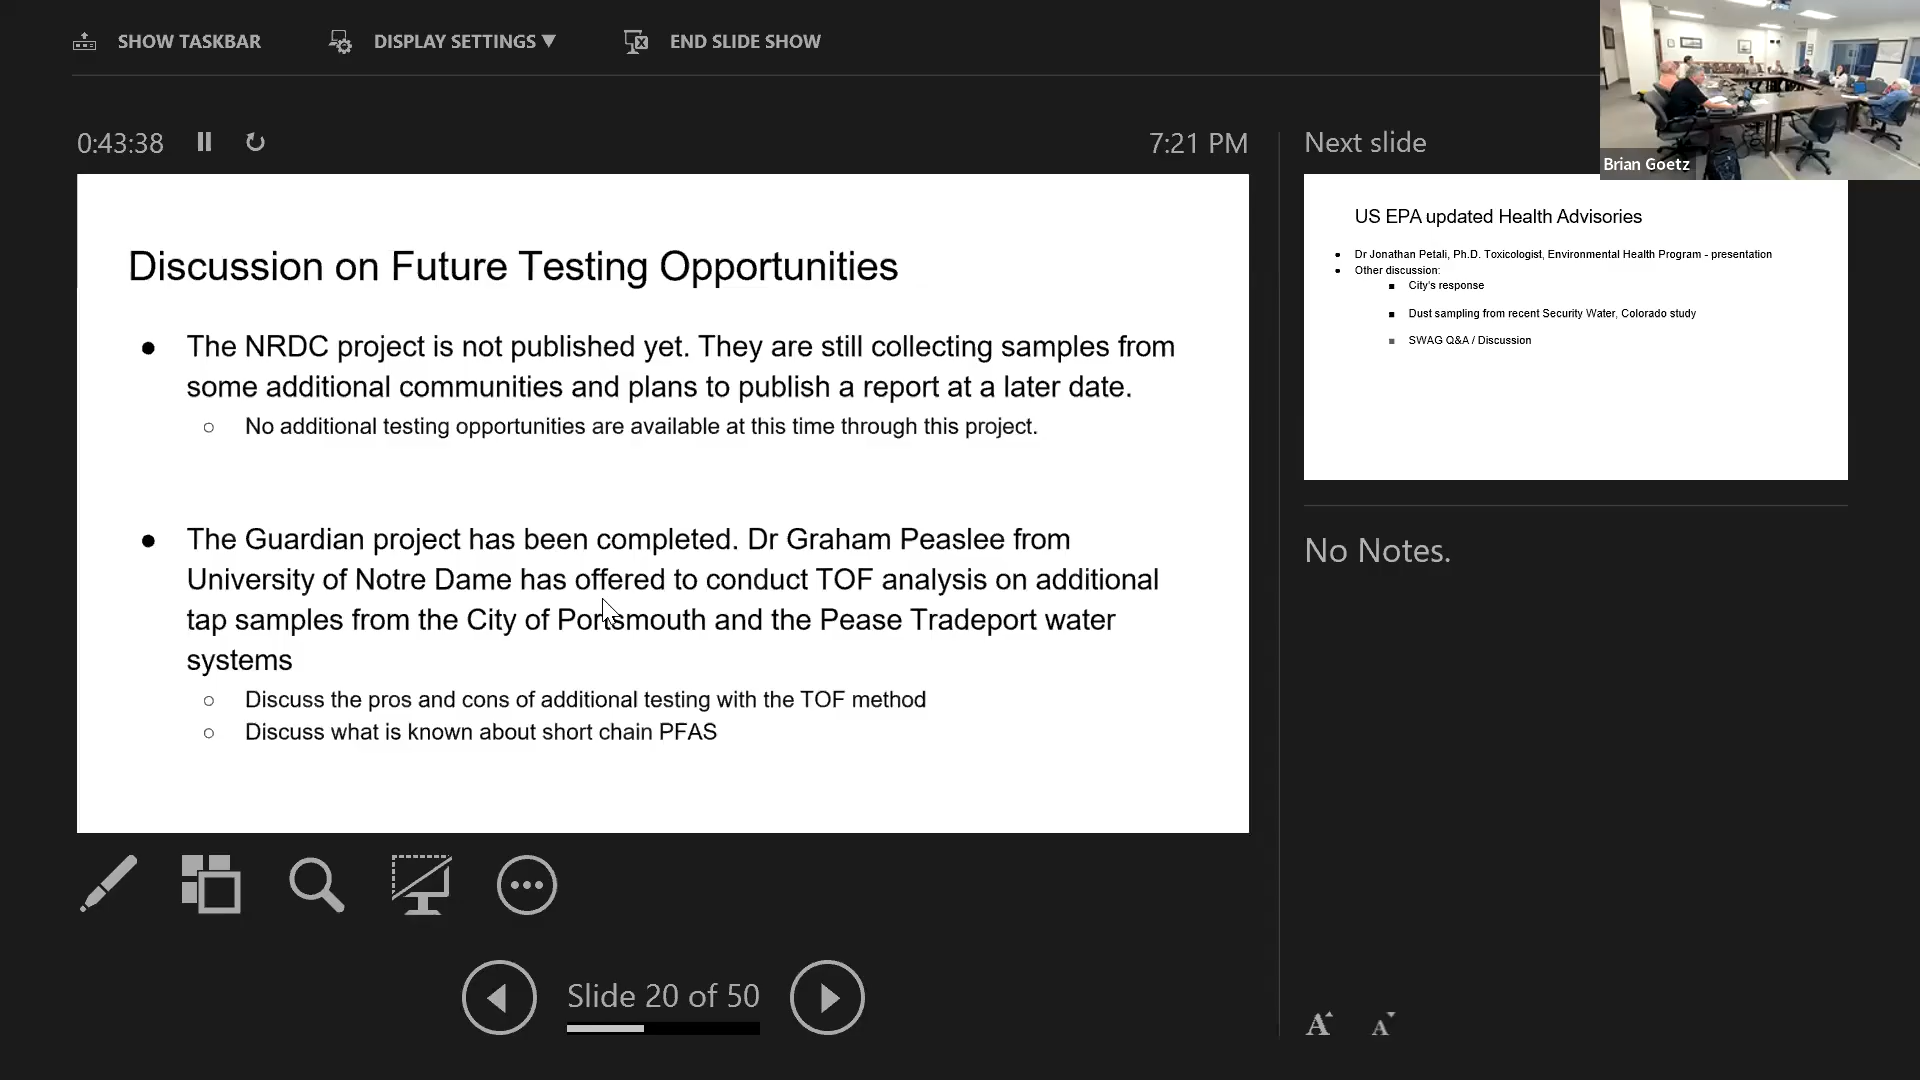 SHOW TASKBAR
DISPLAY SETTINGS ▼
END SLIDE SHOW
0:43:38
7:21 PM
Next slide
Brian Goetz
Discussion on Future Testing Opportunities
● The NRDC project is not published yet. They are still collecting samples from
some additional communities and plans to publish a report at a later date.
○ No additional testing opportunities are available at this time through this project.
● The Guardian project has been completed. Dr Graham Peaslee from
University of Notre Dame has offered to conduct TOF analysis on additional
tap samples from the City of Portsmouth and the Pease Tradeport water
systems
○ Discuss the pros and cons of additional testing with the TOF method
○ Discuss what is known about short chain PFAS
US EPA updated Health Advisories
● Dr Jonathan Petali, Ph.D. Toxicologist, Environmental Health Program - presentation
● Other discussion:
■ City's response
■ Dust sampling from recent Security Water, Colorado study
■ SWAG Q&A / Discussion
No Notes.
Slide 20 of 50
A A